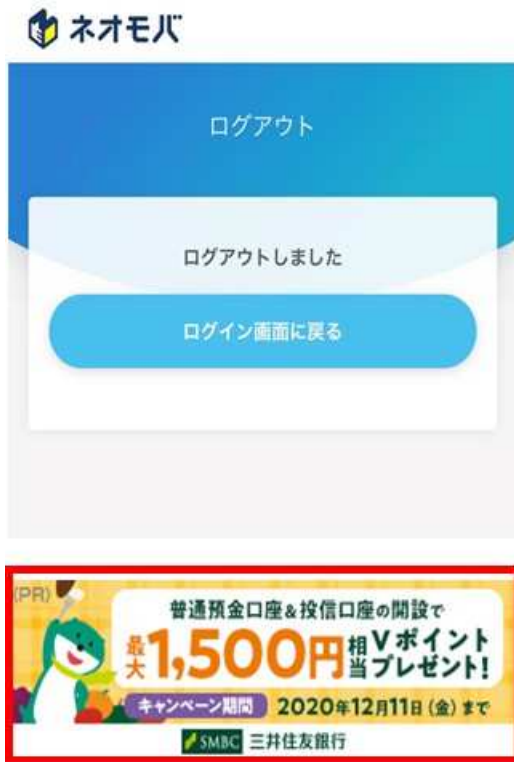 ネオモバ
ログアウト
ログアウトしました
ログイン画面に戻る
(PR)
普通預金口座&投信口座の開設で
最大1,500円相当Vポイントプレゼント!
キャンペーン期間 2020年12月11日(金)まで
SMBC 三井住友銀行